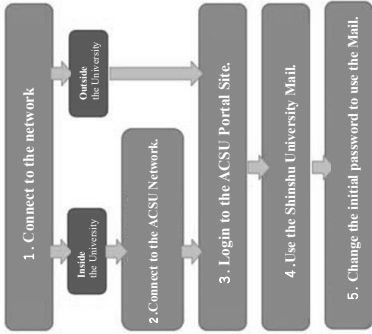 1. Connect to the network
Inside
the University
Outside
the University
2.Connect to the ACSU Network.
3. Login to the ACSU Portal Site.
4.Use the Shinshu University Mail.
5. Change the initial password to use the Mail.